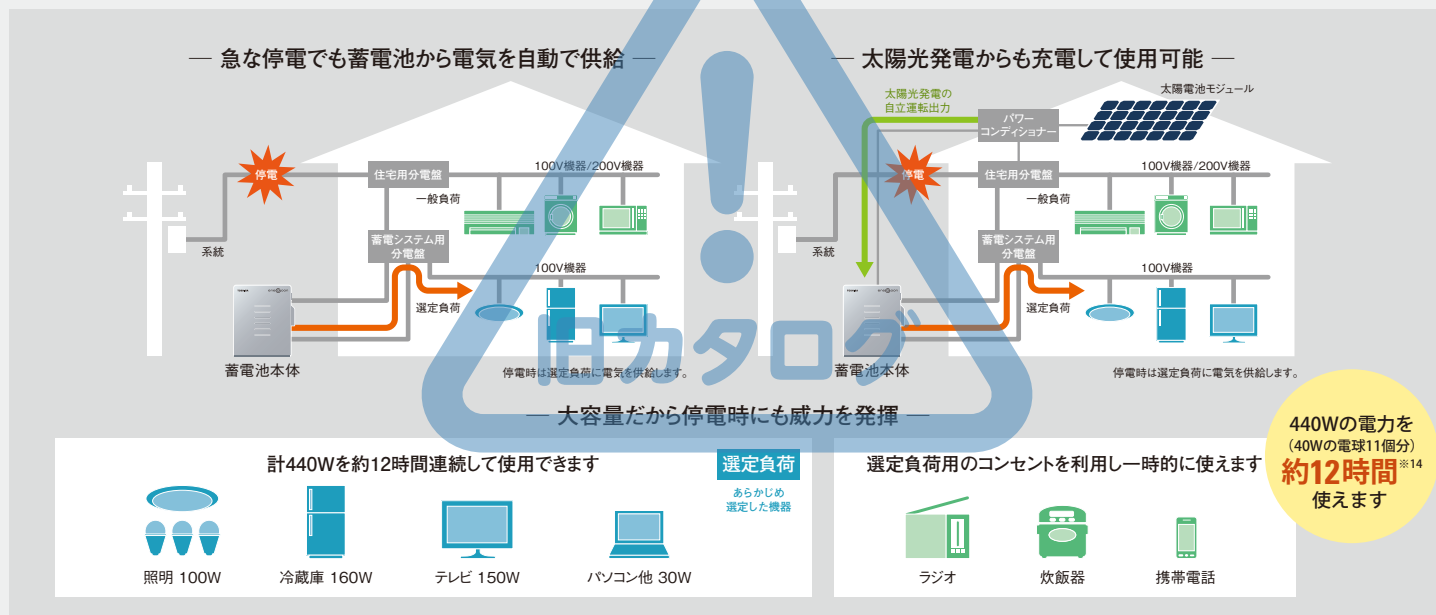 ― 急な停電でも蓄電池から電気を自動で供給 ―
停電
住宅用分電盤
100V機器/200V機器
一般負荷
系統
蓄電システム用
分電盤
100V機器
選定負荷
蓄電池本体
停電時は選定負荷に電気を供給します。
― 太陽光発電からも充電して使用可能 ―
太陽光発電の
自立運転出力
太陽電池モジュール
パワー
コンディショナー
停電
住宅用分電盤
100V機器/200V機器
一般負荷
系統
蓄電システム用
分電盤
100V機器
選定負荷
蓄電池本体
停電時は選定負荷に電気を供給します。
旧カタログ
― 大容量だから停電時にも威力を発揮 ―
計440Wを約12時間連続して使用できます
選定負荷
あらかじめ
選定した機器
照明 100W
冷蔵庫 160W
テレビ 150W
パソコン他 30W
選定負荷用のコンセントを利用し一時的に使えます
ラジオ
炊飯器
携帯電話
440Wの電力を
(40Wの電球11個分)
約12時間※14
使えます